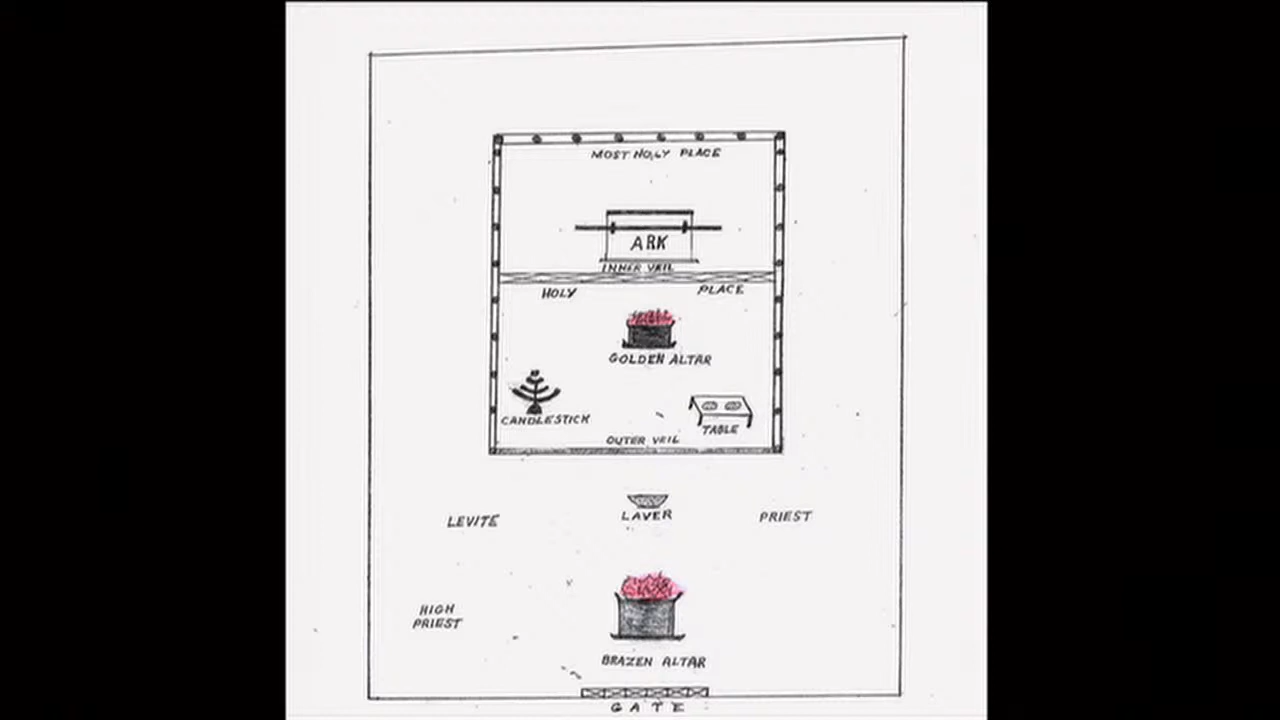 MOST HOLY PLACE
ARK
INNER VEIL
HOLY PLACE
GOLDEN ALTAR
CANDLESTICK
TABLE
OUTER VEIL
LAVER
LEVITE
PRIEST
HIGH
PRIEST
BRAZEN ALTAR
GATE